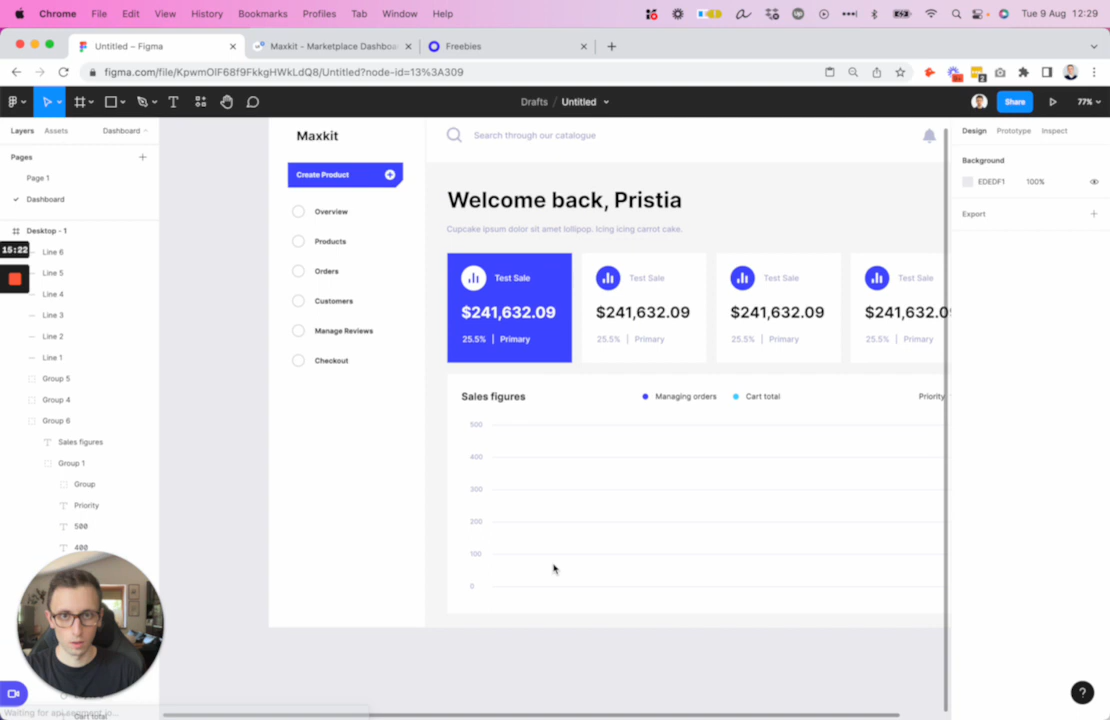 Chrome File Edit View History Bookmarks Profiles Tab Window Help Tue 9 Aug 12:29
Untitled – Figma
Maxkit - Marketplace Dashboa
Freebies
figma.com/file/KpwmOIF68f9FkkgHWkLdQ8/Untitled?node-id=13%3A309
Drafts / Untitled
Share
77%
Layers Assets Dashboard
Pages
Page 1
Dashboard
Desktop - 1
15:22
Line 6
Line 5
Line 4
Line 3
Line 2
Line 1
Group 5
Group 4
Group 6
Sales figures
Group 1
Group
Priority
500
400
Cart total
Maxkit
Create Product
Overview
Products
Orders
Customers
Manage Reviews
Checkout
Search through our catalogue
Welcome back, Pristia
Cupcake ipsum dolor sit amet lollipop. Icing icing carrot cake.
Test Sale
$241,632.09
25.5% | Primary
Test Sale
$241,632.09
25.5% | Primary
Test Sale
$241,632.09
25.5% | Primary
Test Sale
$241,632.0
25.5% | Primary
Sales figures
Managing orders
Cart total
Priority
500
400
300
200
100
0
Design Prototype Inspect
Background
EDEDF1 100%
Export
?